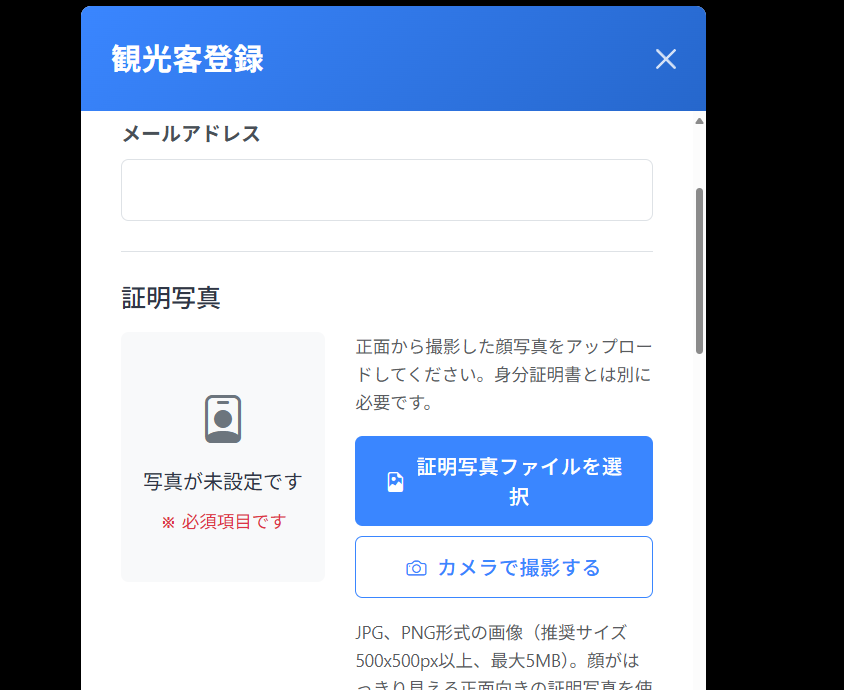 観光客登録
メールアドレス
証明写真
写真が未設定です
※ 必須項目です
正面から撮影した顔写真をアップロー
ドしてください。身分証明書とは別に
必要です。
証明写真ファイルを選
択
カメラで撮影する
JPG、PNG形式の画像（推奨サイズ
500x500px以上、最大5MB）。顔がは
っきり見える正面向きの証明写真を使